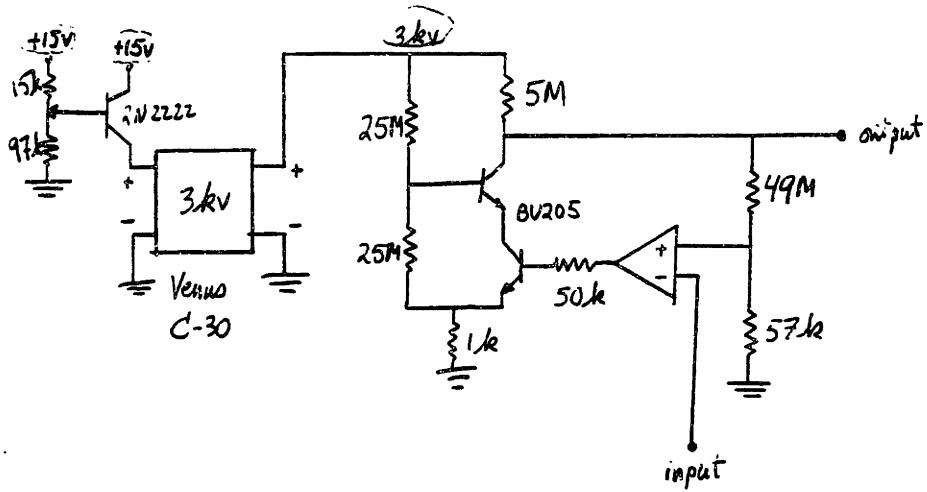 +15v
+15v
15k
2N2222
97k
+
-
3kv
+
-
Venus
C-30
3kv
25M
5M
output
25M
BU205
49M
+
-
50k
57k
1k
input